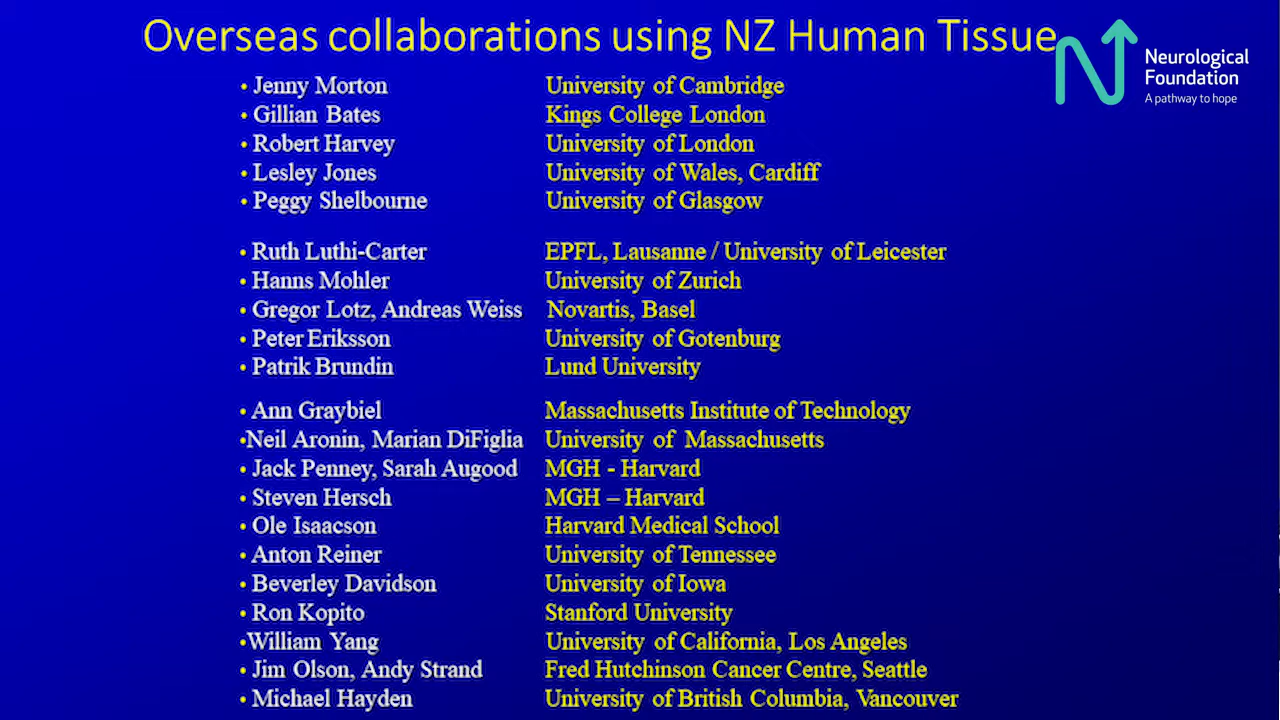 Overseas collaborations using NZ Human Tissue
Neurological
Foundation
A pathway to hope
• Jenny Morton University of Cambridge
• Gillian Bates Kings College London
• Robert Harvey University of London
• Lesley Jones University of Wales, Cardiff
• Peggy Shelbourne University of Glasgow
• Ruth Luthi-Carter EPFL, Lausanne / University of Leicester
• Hanns Mohler University of Zurich
• Gregor Lotz, Andreas Weiss Novartis, Basel
• Peter Eriksson University of Gotenburg
• Patrik Brundin Lund University
• Ann Graybiel Massachusetts Institute of Technology
•Neil Aronin, Marian DiFiglia University of Massachusetts
• Jack Penney, Sarah Augood MGH - Harvard
• Steven Hersch MGH – Harvard
• Ole Isaacson Harvard Medical School
• Anton Reiner University of Tennessee
• Beverley Davidson University of Iowa
• Ron Kopito Stanford University
•William Yang University of California, Los Angeles
• Jim Olson, Andy Strand Fred Hutchinson Cancer Centre, Seattle
• Michael Hayden University of British Columbia, Vancouver